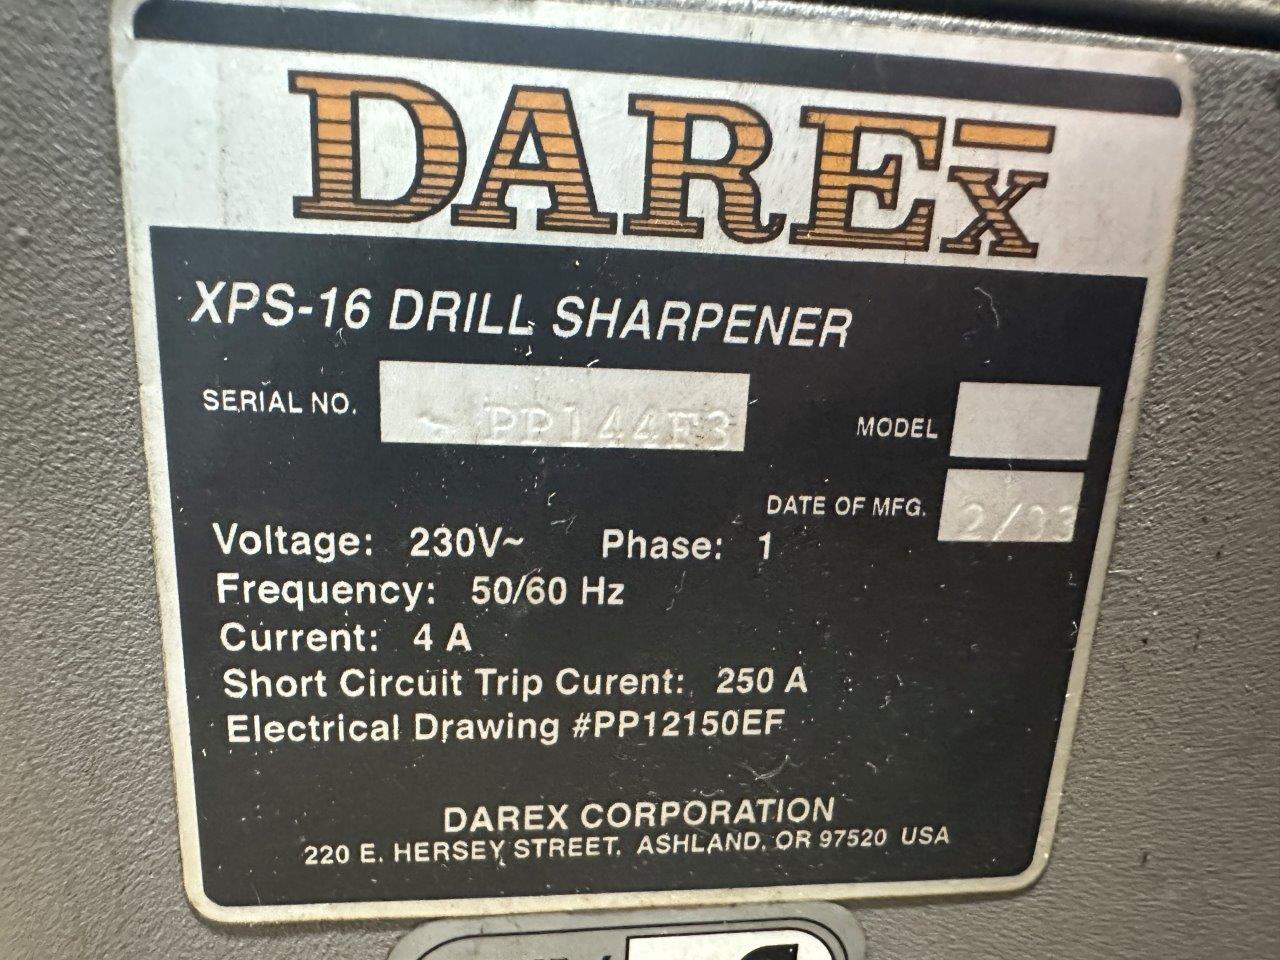 DAREX
XPS-16 DRILL SHARPENER
SERIAL NO. PP144F3
MODEL
DATE OF MFG. 2/03
Voltage: 230V~ Phase: 1
Frequency: 50/60 Hz
Current: 4 A
Short Circuit Trip Curent: 250 A
Electrical Drawing #PP12150EF
DAREX CORPORATION
220 E. HERSEY STREET. ASHLAND, OR 97520 USA